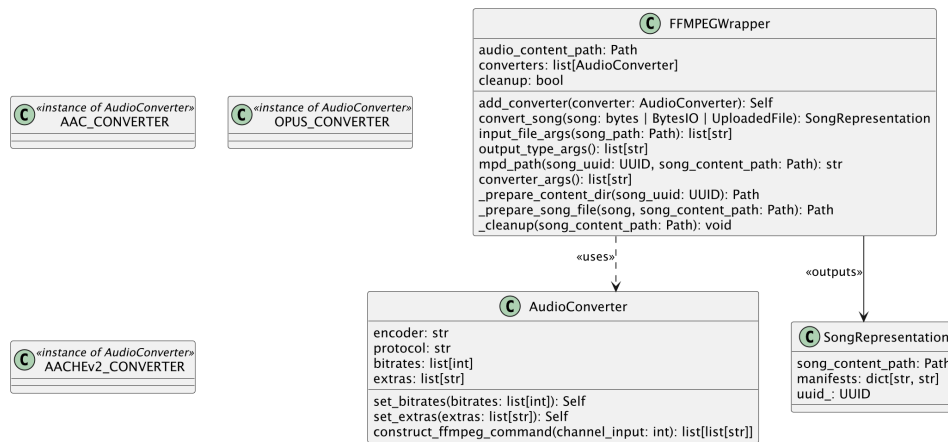 C FFMPEGWrapper
audio_content_path: Path
converters: list[AudioConverter]
cleanup: bool
add_converter(converter: AudioConverter): Self
convert_song(song: bytes | BytesIO | UploadedFile): SongRepresentation
input_file_args(song_path: Path): list[str]
output_type_args(): list[str]
mpd_path(song_uuid: UUID, song_content_path: Path): str
converter_args(): list[str]
_prepare_content_dir(song_uuid: UUID): Path
_prepare_song_file(song, song_content_path: Path): Path
_cleanup(song_content_path: Path): void
C «instance of AudioConverter»
AAC_CONVERTER
C «instance of AudioConverter»
OPUS_CONVERTER
«uses»
«outputs»
C «instance of AudioConverter»
AACHEv2_CONVERTER
C AudioConverter
encoder: str
protocol: str
bitrates: list[int]
extras: list[str]
set_bitrates(bitrates: list[int]): Self
set_extras(extras: list[str]): Self
construct_ffmpeg_command(channel_input: int): list[list[str]]
C SongRepresentation
song_content_path: Path
manifests: dict[str, str]
uuid_: UUID